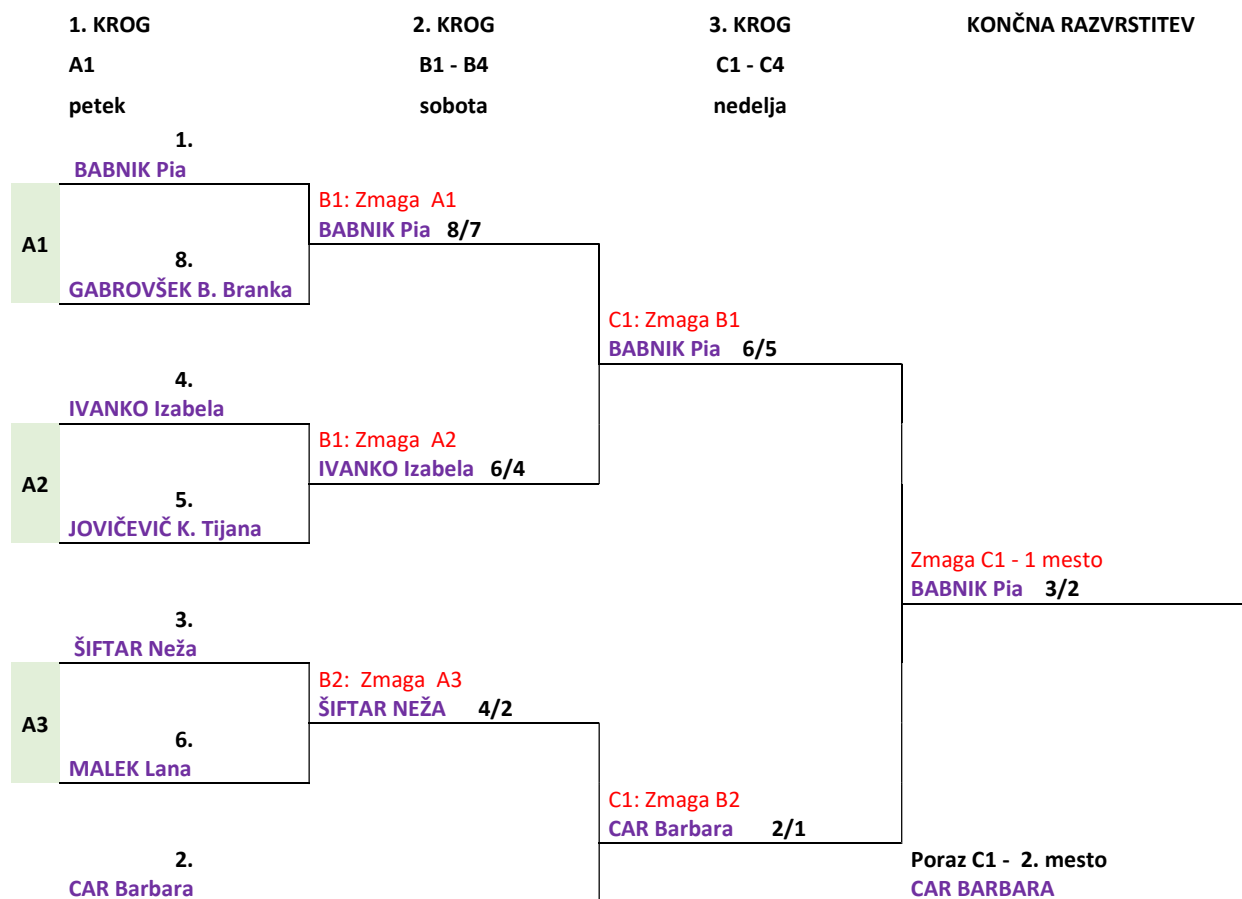 1. KROG 2. KROG 3. KROG KONČNA RAZVRSTITEV
A1 B1 - B4 C1 - C4
petek sobota nedelja
1.
BABNIK Pia
B1: Zmaga A1
BABNIK Pia 8/7
A1
8.
GABROVŠEK B. Branka
C1: Zmaga B1
BABNIK Pia 6/5
4.
IVANKO Izabela
B1: Zmaga A2
IVANKO Izabela 6/4
A2
5.
JOVIČEVIČ K. Tijana
Zmaga C1 - 1 mesto
BABNIK Pia 3/2
3.
ŠIFTAR Neža
B2: Zmaga A3
ŠIFTAR NEŽA 4/2
A3
6.
MALEK Lana
C1: Zmaga B2
CAR Barbara 2/1
2.
CAR Barbara
Poraz C1 - 2. mesto
CAR BARBARA